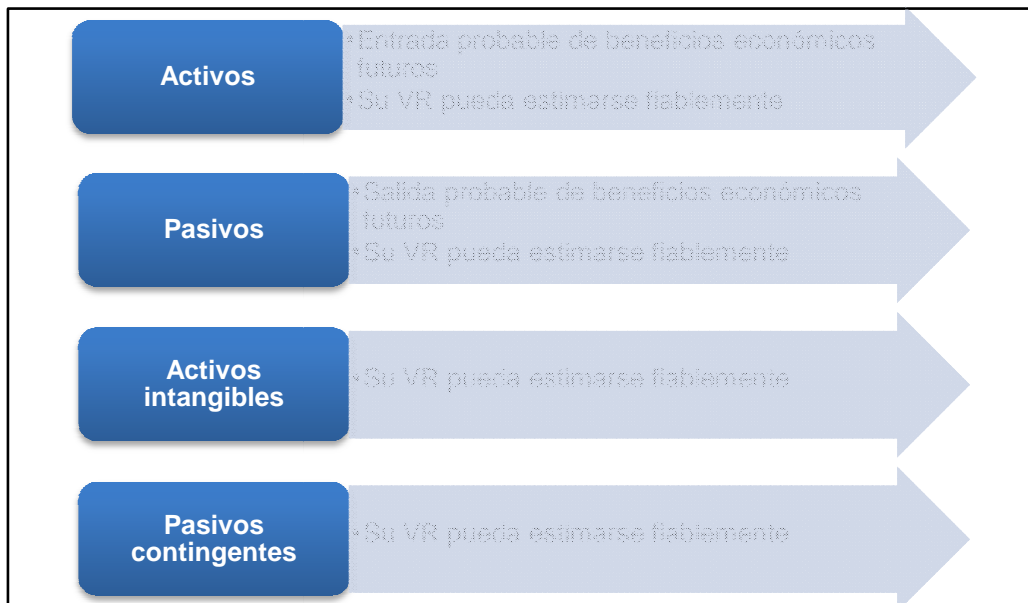 Activos
•Entrada probable de beneficios económicos
futuros
•Su VR pueda estimarse fiablemente
Pasivos
•Salida probable de beneficios económicos
futuros
•Su VR pueda estimarse fiablemente
Activos
intangibles
•Su VR pueda estimarse fiablemente
Pasivos
contingentes
•Su VR pueda estimarse fiablemente